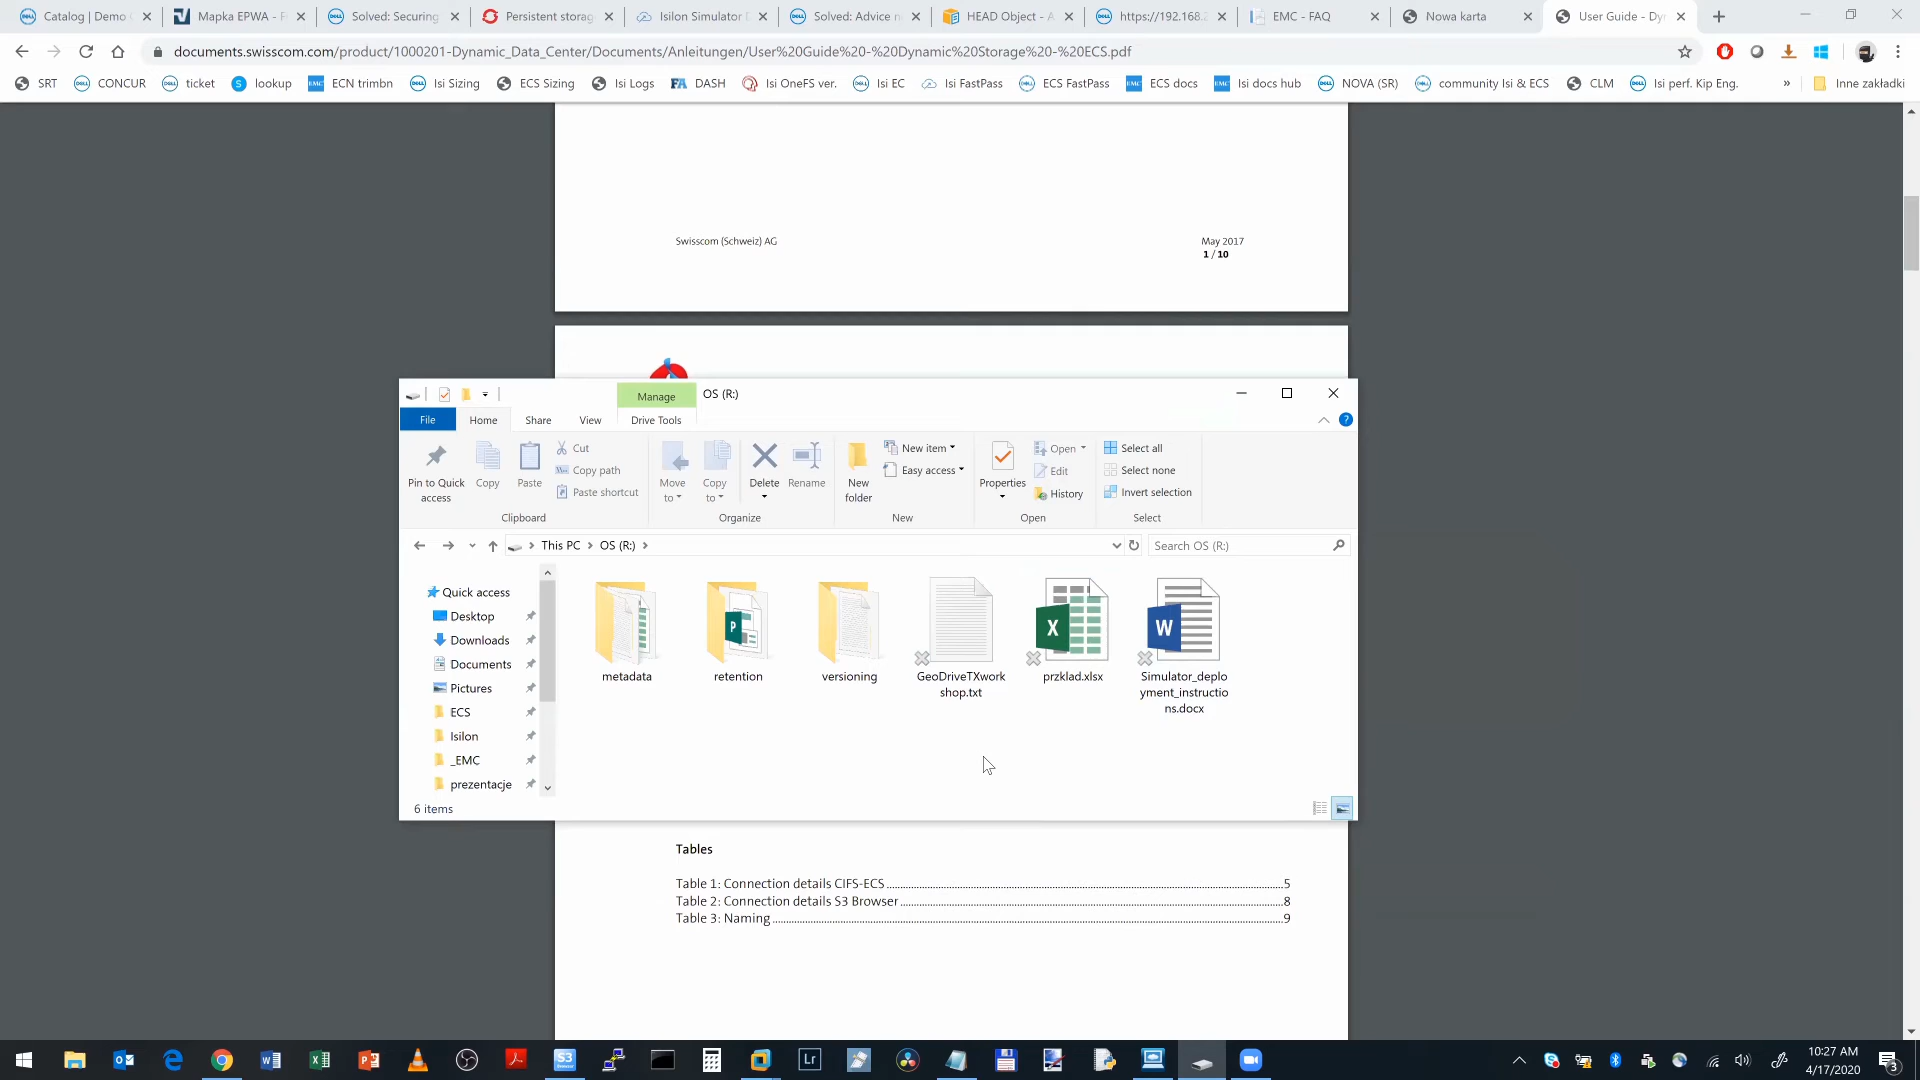 Catalog | Demo
Mapka EPWA - F
Solved: Securing
Persistent storag
Isilon Simulator D
Solved: Advice n
HEAD Object - A
https://192.168.2
EMC - FAQ
Nowa karta
User Guide - Dy
documents.swisscom.com/product/1000201-Dynamic_Data_Center/Documents/Anleitungen/User%20Guide%20-%20Dynamic%20Storage%20-%20ECS.pdf
SRT
CONCUR
ticket
lookup
ECN trimbn
Isi Sizing
ECS Sizing
Isi Logs
DASH
Isi OneFS ver.
Isi EC
Isi FastPass
ECS FastPass
ECS docs
Isi docs hub
NOVA (SR)
community Isi & ECS
CLM
Isi perf. Kip Eng.
»
Inne zakładki
Swisscom (Schweiz) AG
May 2017
1 / 10
Manage
OS (R:)
File
Home
Share
View
Drive Tools
Pin to Quick access
Copy
Paste
Cut
Copy path
Paste shortcut
Clipboard
Move to
Copy to
Delete
Rename
Organize
New folder
New item
Easy access
New
Properties
Open
Edit
History
Open
Select all
Select none
Invert selection
Select
This PC > OS (R:) >
Search OS (R:)
Quick access
Desktop
Downloads
Documents
Pictures
ECS
Isilon
_EMC
prezentacje
metadata
retention
versioning
GeoDriveTXwork
shop.txt
przklad.xlsx
Simulator_deplo
yment_instructio
ns.docx
6 items
Tables
Table 1: Connection details CIFS-ECS 5
Table 2: Connection details S3 Browser 8
Table 3: Naming 9
10:27 AM
4/17/2020
3